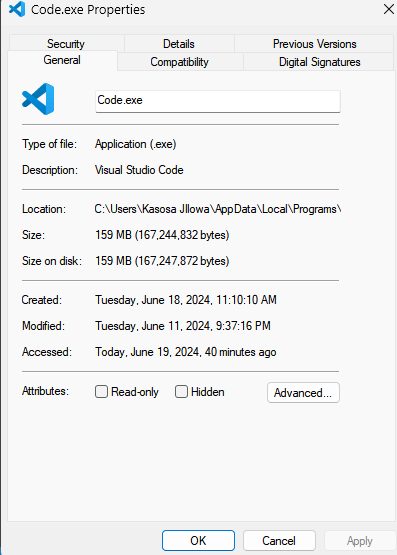 Code.exe Properties
Security Details Previous Versions
General Compatibility Digital Signatures
Code.exe
Type of file: Application (.exe)
Description: Visual Studio Code
Location: C:\Users\Kasosa Jllowa\AppData\Local\Programs\
Size: 159 MB (167,244,832 bytes)
Size on disk: 159 MB (167,247,872 bytes)
Created: Tuesday, June 18, 2024, 11:10:10 AM
Modified: Tuesday, June 11, 2024, 9:37:16 PM
Accessed: Today, June 19, 2024, 40 minutes ago
Attributes: Read-only Hidden Advanced...
OK Cancel Apply